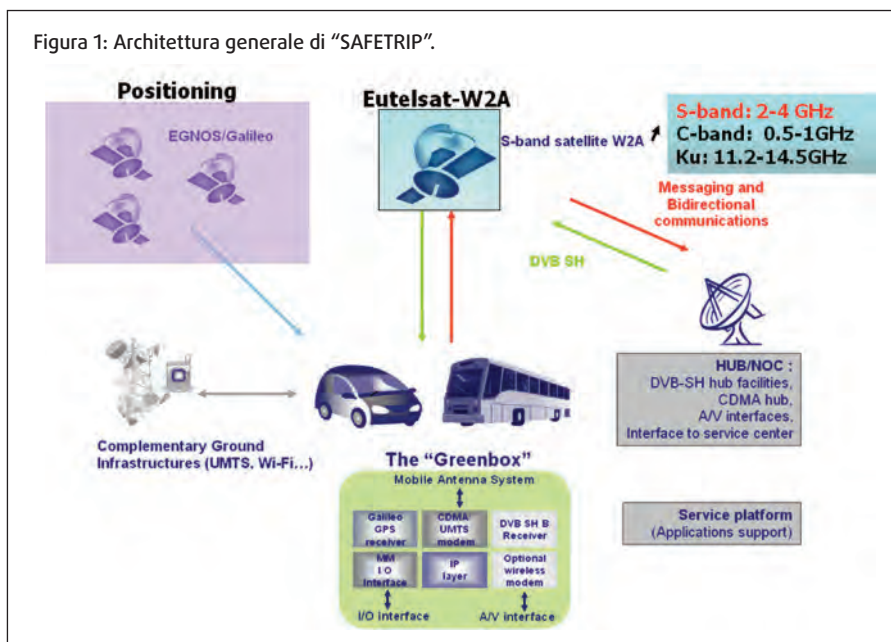 Figura 1: Architettura generale di “SAFETRIP”.
Positioning
EGNOS/Galileo
Eutelsat-W2A
S-band satellite W2A
S-band: 2-4 GHz
C-band: 0.5-1GHz
Ku: 11.2-14.5GHz
Messaging and
Bidirectional
communications
DVB SH
HUB/NOC :
DVB-SH hub facilities,
CDMA hub,
A/V interfaces,
Interface to service center
Complementary Ground
Infrastructures (UMTS, Wi-Fi...)
The “Greenbox”
Mobile Antenna System
Galileo
GPS
receiver
CDMA/
UMTS
modem
DVB SH B
Receiver
MM
I/O
Interface
IP
layer
Optional
wireless
modem
I/O interface
A/V interface
Service platform
(Applications support)